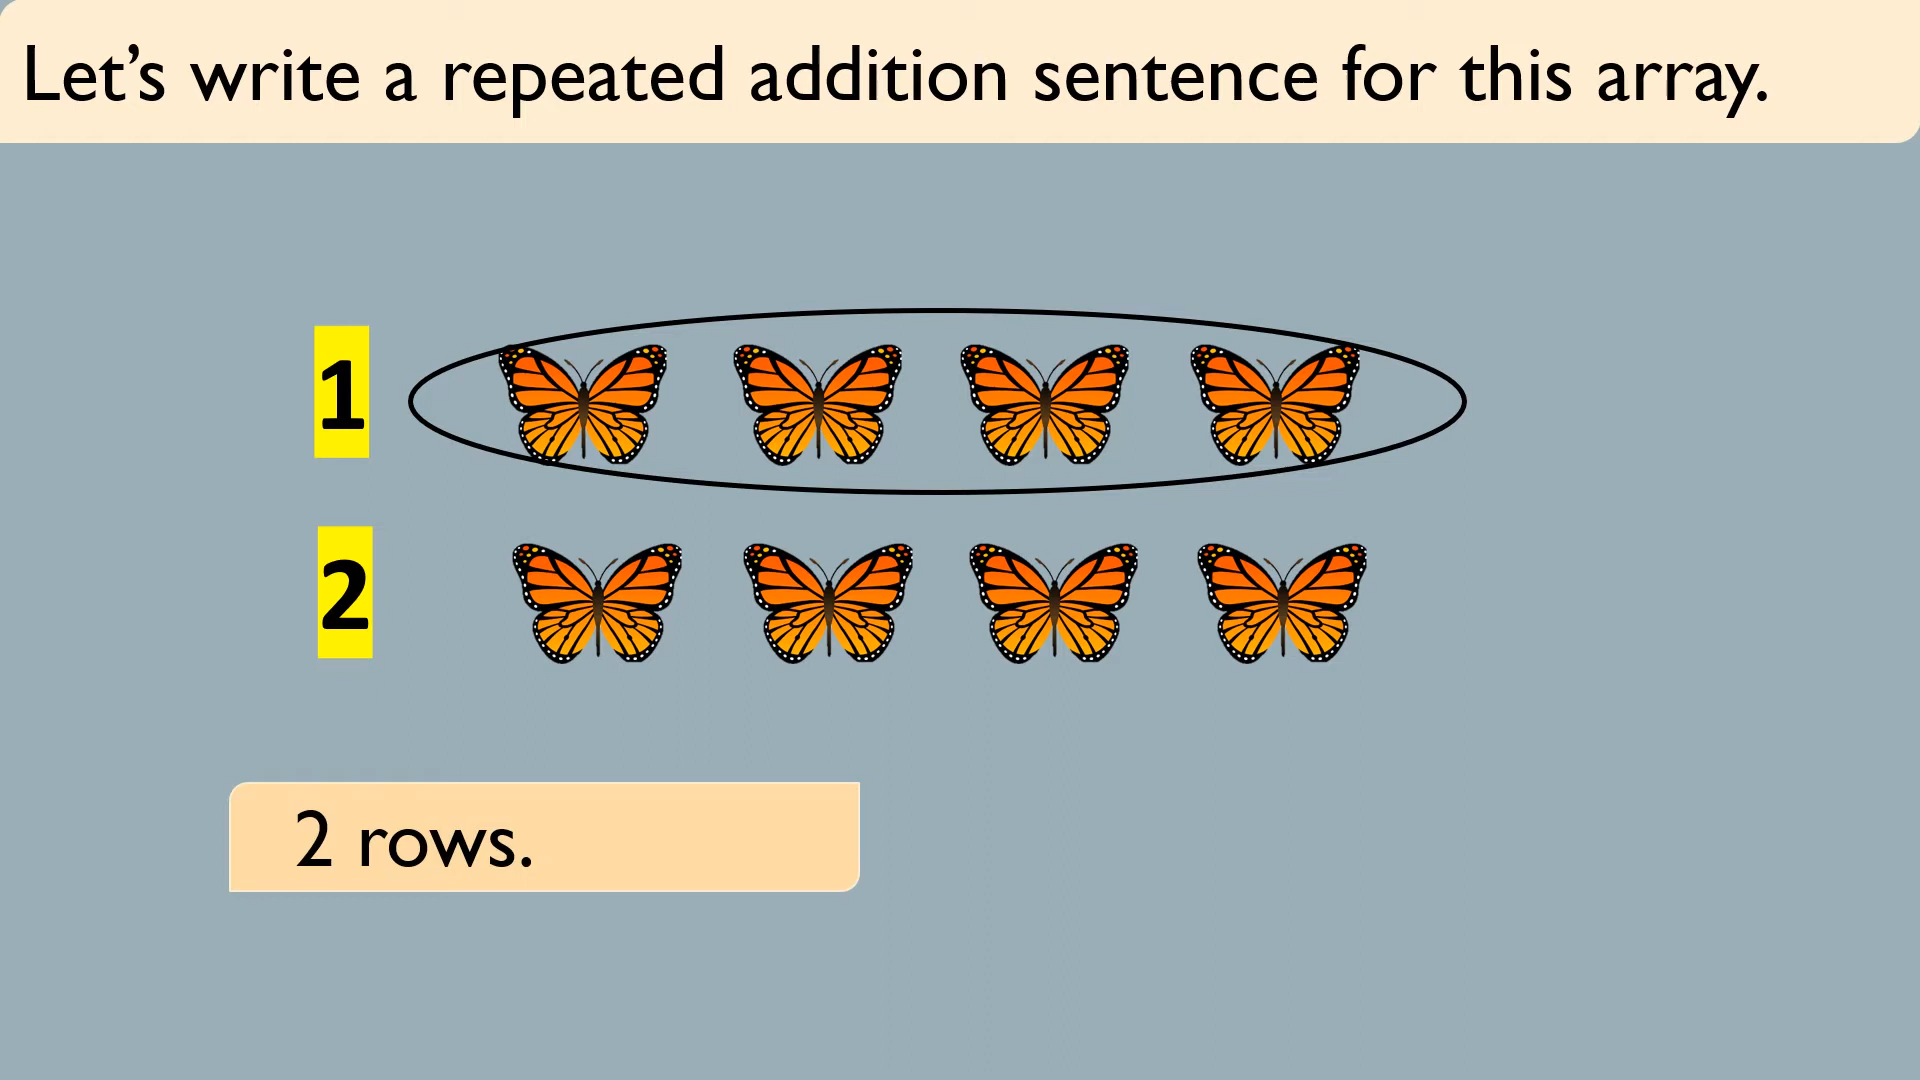 Let’s write a repeated addition sentence for this array.
1
2
2 rows.